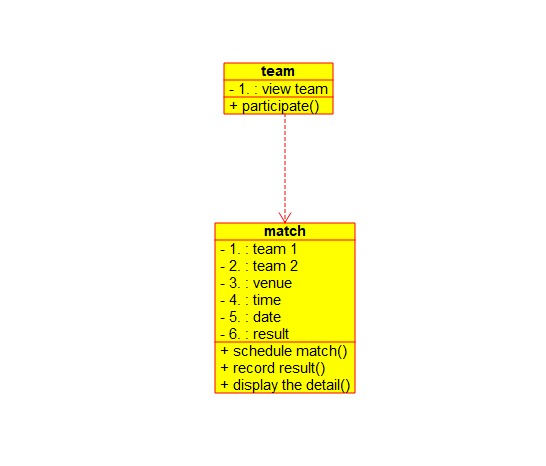 team
- 1. : view team
+ participate()
match
- 1. : team 1
- 2. : team 2
- 3. : venue
- 4. : time
- 5. : date
- 6. : result
+ schedule match()
+ record result()
+ display the detail()